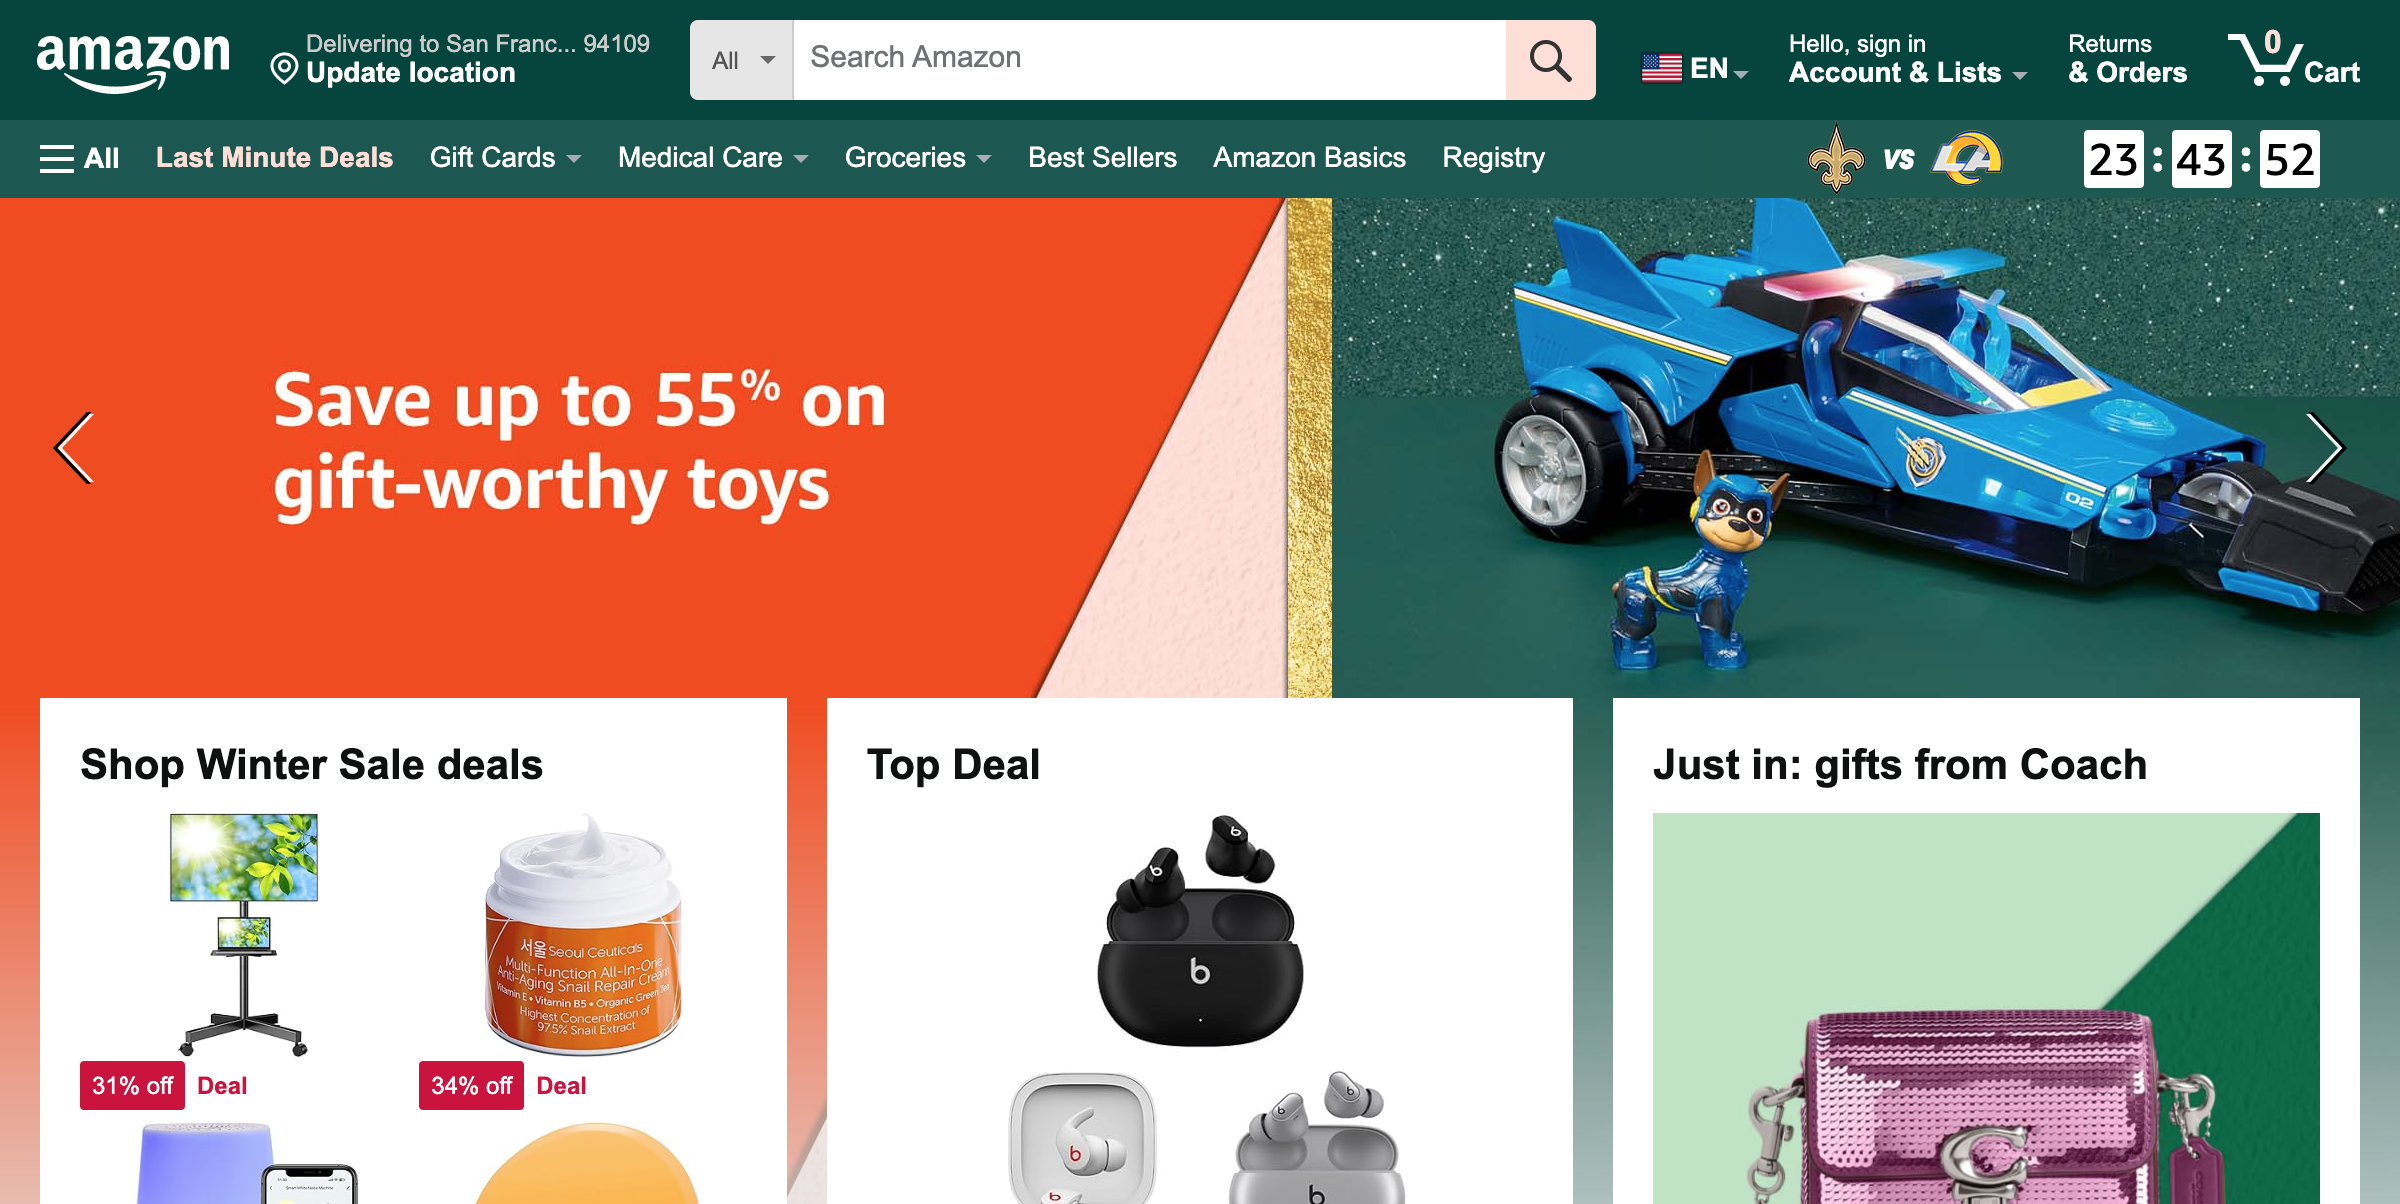 amazon
Delivering to San Franc... 94109
Update location
All
Search Amazon
EN
Hello, sign in
Account & Lists
Returns
& Orders
0
Cart
All
Last Minute Deals
Gift Cards
Medical Care
Groceries
Best Sellers
Amazon Basics
Registry
VS
LA
23 : 43 : 52
Save up to 55% on
gift-worthy toys
02
Shop Winter Sale deals
서울 Seoul Ceuticals
Multi-Function All-In-One
Anti-Aging Snail Repair Cream
Vitamin E • Vitamin B5 • Organic Green Tea
Highest Concentration of
97.5% Snail Extract
31% off
Deal
34% off
Deal
Top Deal
b
b
b
b
b
b
b
b
Just in: gifts from Coach